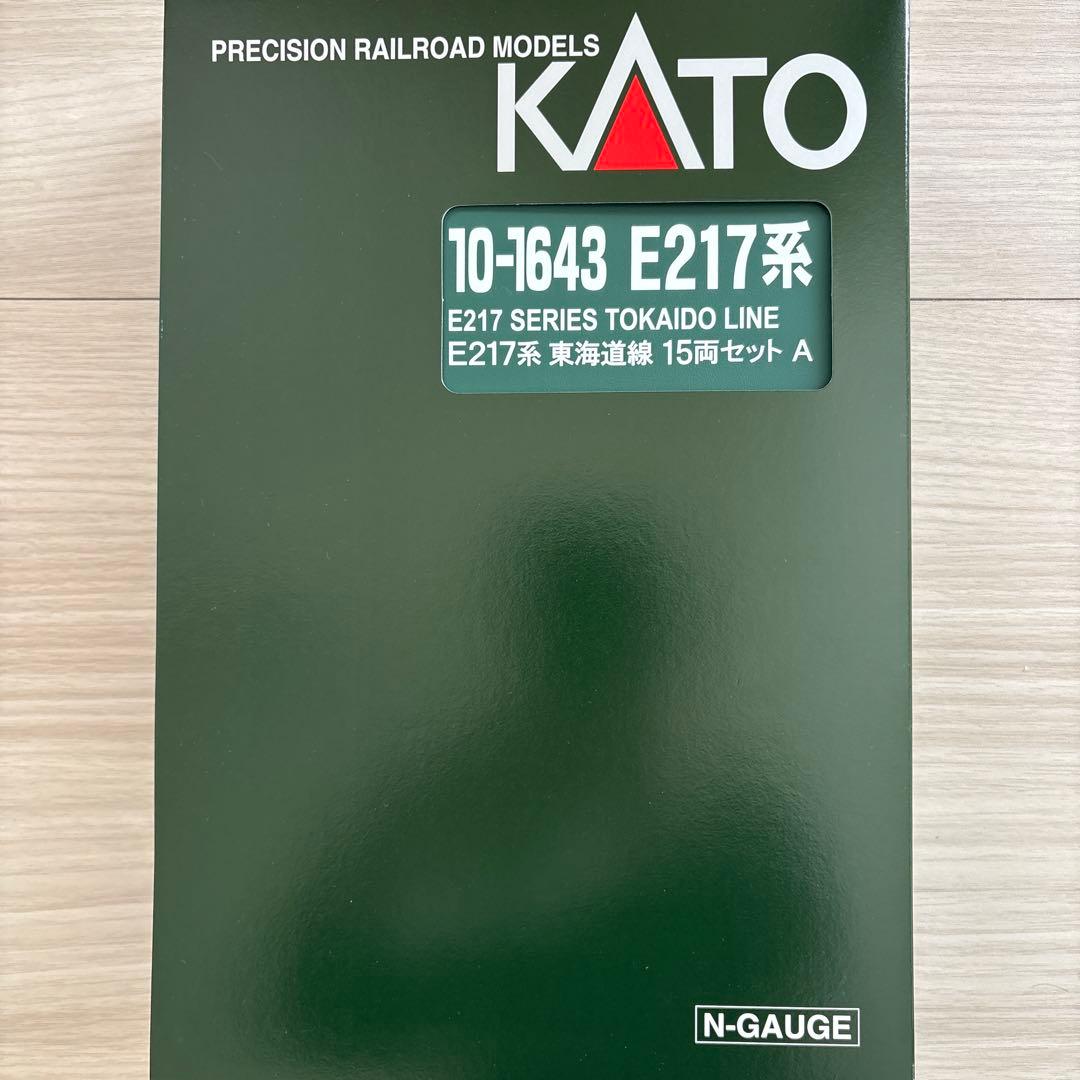 PRECISION RAILROAD MODELS
KATO
10-1643 E217系
E217 SERIES TOKAIDO LINE
E217系 東海道線 15両セット A
N-GAUGE